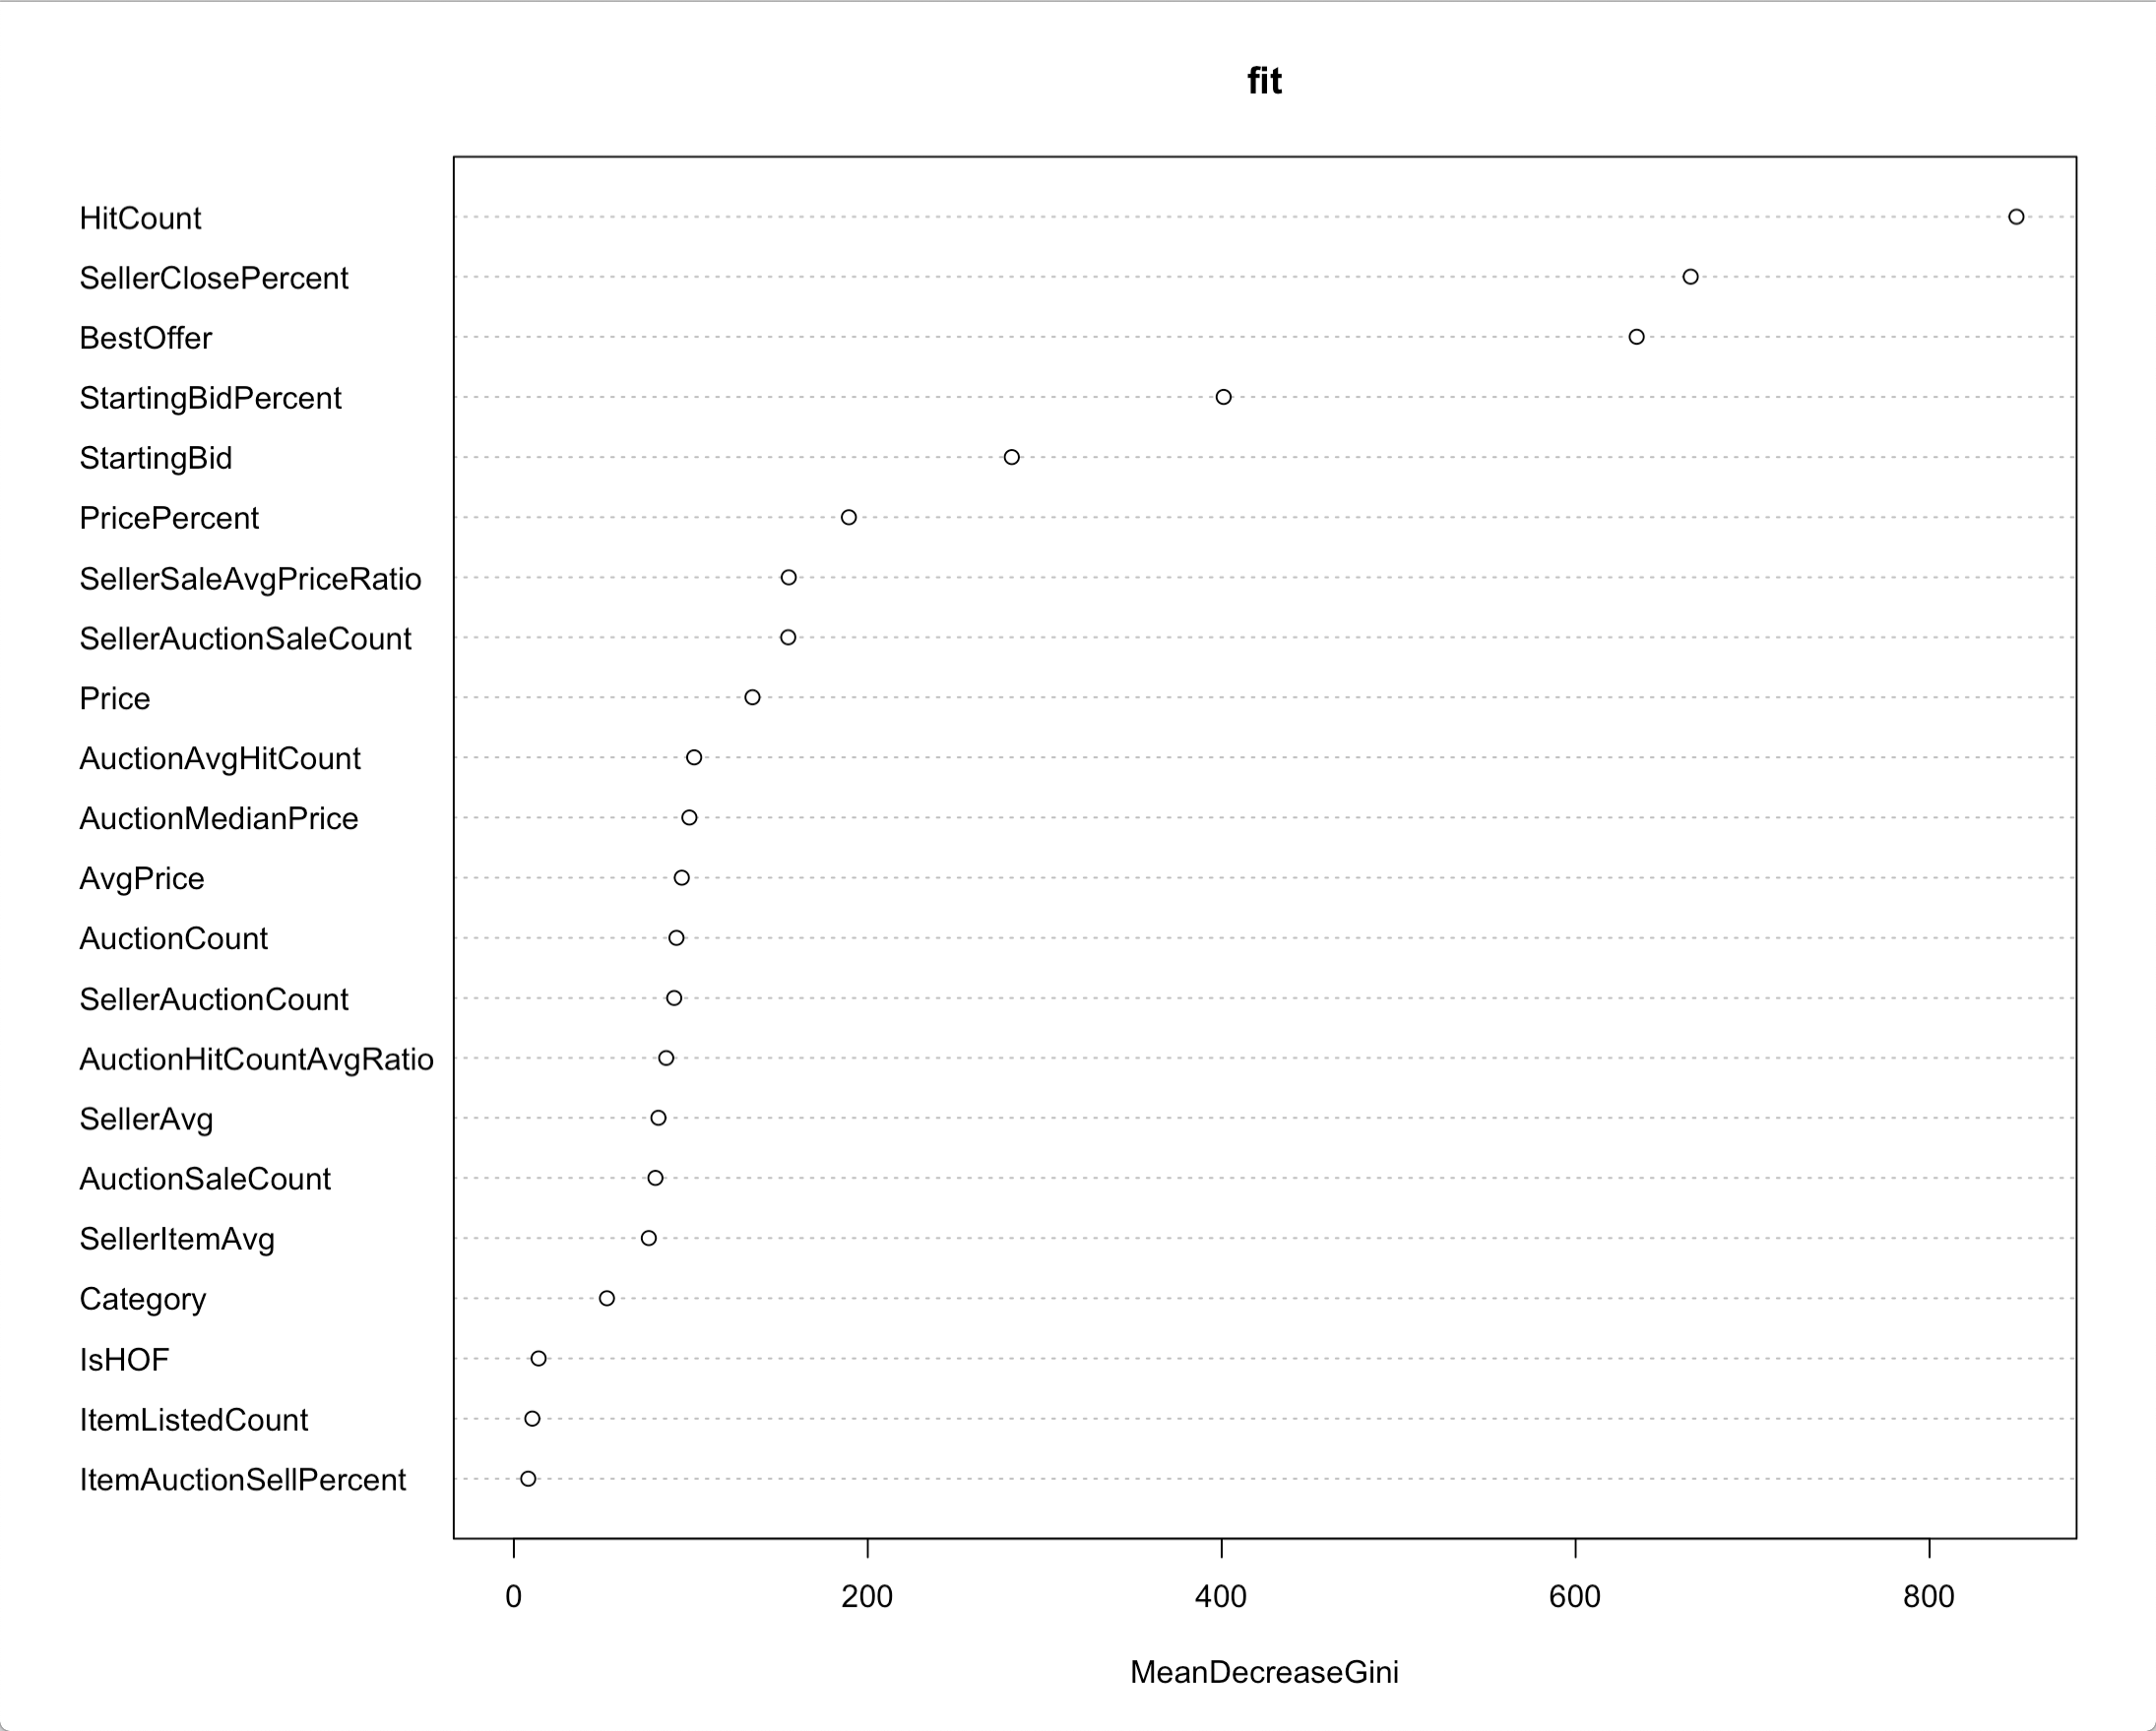 fit
HitCount
SellerClosePercent
BestOffer
StartingBidPercent
StartingBid
PricePercent
SellerSaleAvgPriceRatio
SellerAuctionSaleCount
Price
AuctionAvgHitCount
AuctionMedianPrice
AvgPrice
AuctionCount
SellerAuctionCount
AuctionHitCountAvgRatio
SellerAvg
AuctionSaleCount
SellerItemAvg
Category
IsHOF
ItemListedCount
ItemAuctionSellPercent
0 200 400 600 800
MeanDecreaseGini